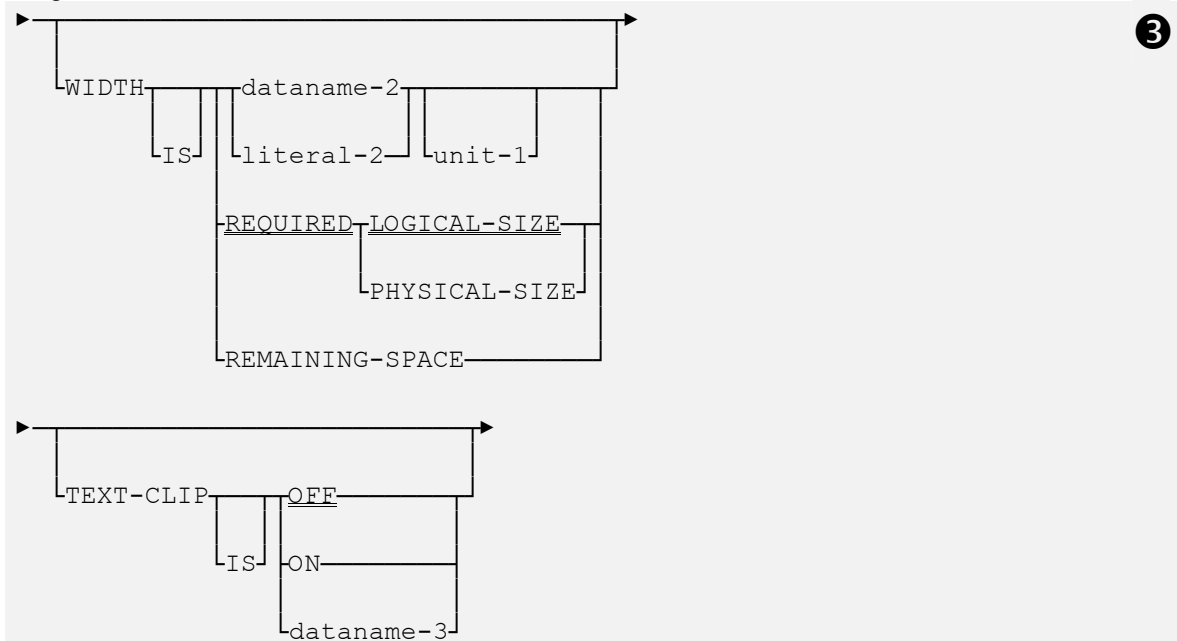 ❸
WIDTH dataname-2
IS literal-2 unit-1
REQUIRED LOGICAL-SIZE
PHYSICAL-SIZE
REMAINING-SPACE
TEXT-CLIP OFF
IS ON
dataname-3